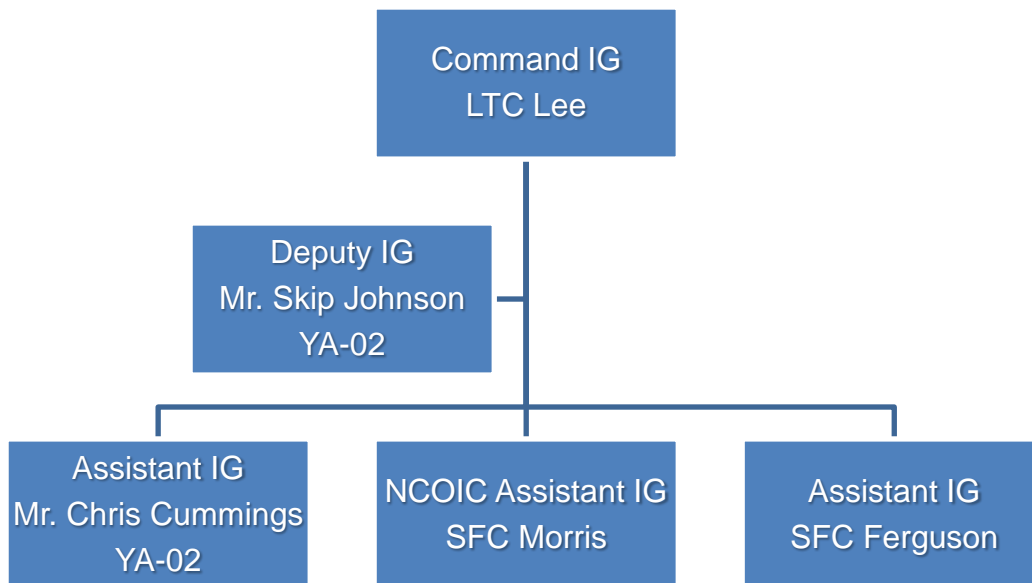 Command IG
LTC Lee
Deputy IG
Mr. Skip Johnson
YA-02
Assistant IG
Mr. Chris Cummings
YA-02
NCOIC Assistant IG
SFC Morris
Assistant IG
SFC Ferguson